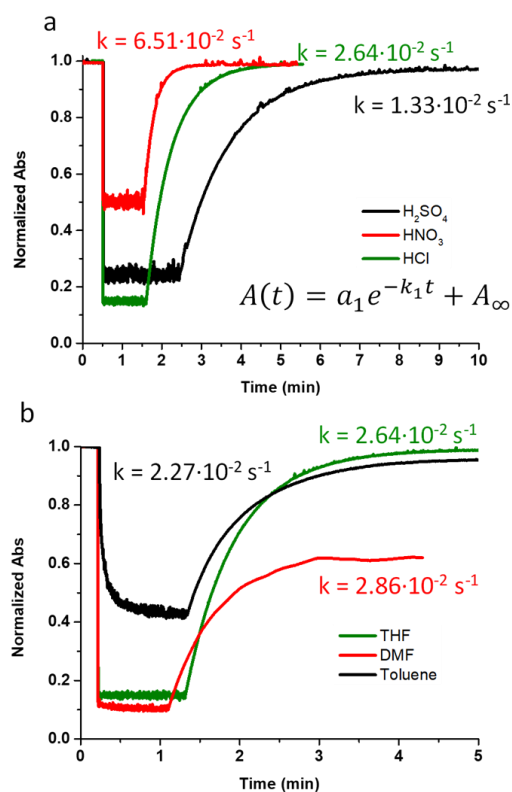 a
k = 6.51·10⁻² s⁻¹
k = 2.64·10⁻² s⁻¹
k = 1.33·10⁻² s⁻¹
Normalized Abs
1.0
0.8
0.6
0.4
0.2
0.0
H₂SO₄
HNO₃
HCl
A(t) = a₁e^{-k₁t} + A_∞
0 1 2 3 4 5 6 7 8 9 10
Time (min)
b
k = 2.64·10⁻² s⁻¹
k = 2.27·10⁻² s⁻¹
k = 2.86·10⁻² s⁻¹
Normalized Abs
1.0
0.8
0.6
0.4
0.2
0.0
THF
DMF
Toluene
0 1 2 3 4 5
Time (min)